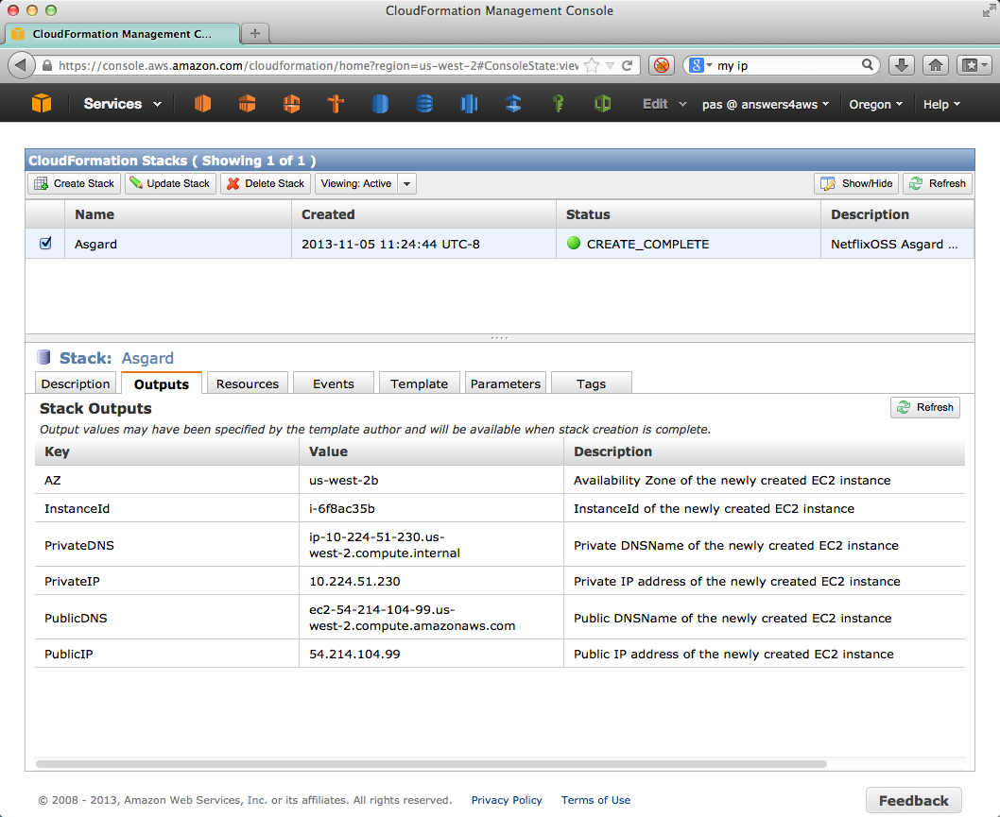 CloudFormation Management Console
CloudFormation Management C...
https://console.aws.amazon.com/cloudformation/home?region=us-west-2#ConsoleState:view
my ip
Services
Edit
pas @ answers4aws
Oregon
Help
CloudFormation Stacks ( Showing 1 of 1 )
Create Stack
Update Stack
Delete Stack
Viewing: Active
Show/Hide
Refresh
Name Created Status Description
Asgard 2013-11-05 11:24:44 UTC-8 CREATE_COMPLETE NetflixOSS Asgard ...
Stack: Asgard
Description Outputs Resources Events Template Parameters Tags
Stack Outputs
Refresh
Output values may have been specified by the template author and will be available when stack creation is complete.
Key Value Description
AZ us-west-2b Availability Zone of the newly created EC2 instance
InstanceId i-6f8ac35b InstanceId of the newly created EC2 instance
PrivateDNS ip-10-224-51-230.us-
west-2.compute.internal Private DNSName of the newly created EC2 instance
PrivateIP 10.224.51.230 Private IP address of the newly created EC2 instance
PublicDNS ec2-54-214-104-99.us-
west-2.compute.amazonaws.com Public DNSName of the newly created EC2 instance
PublicIP 54.214.104.99 Public IP address of the newly created EC2 instance
© 2008 - 2013, Amazon Web Services, Inc. or its affiliates. All rights reserved. Privacy Policy Terms of Use
Feedback